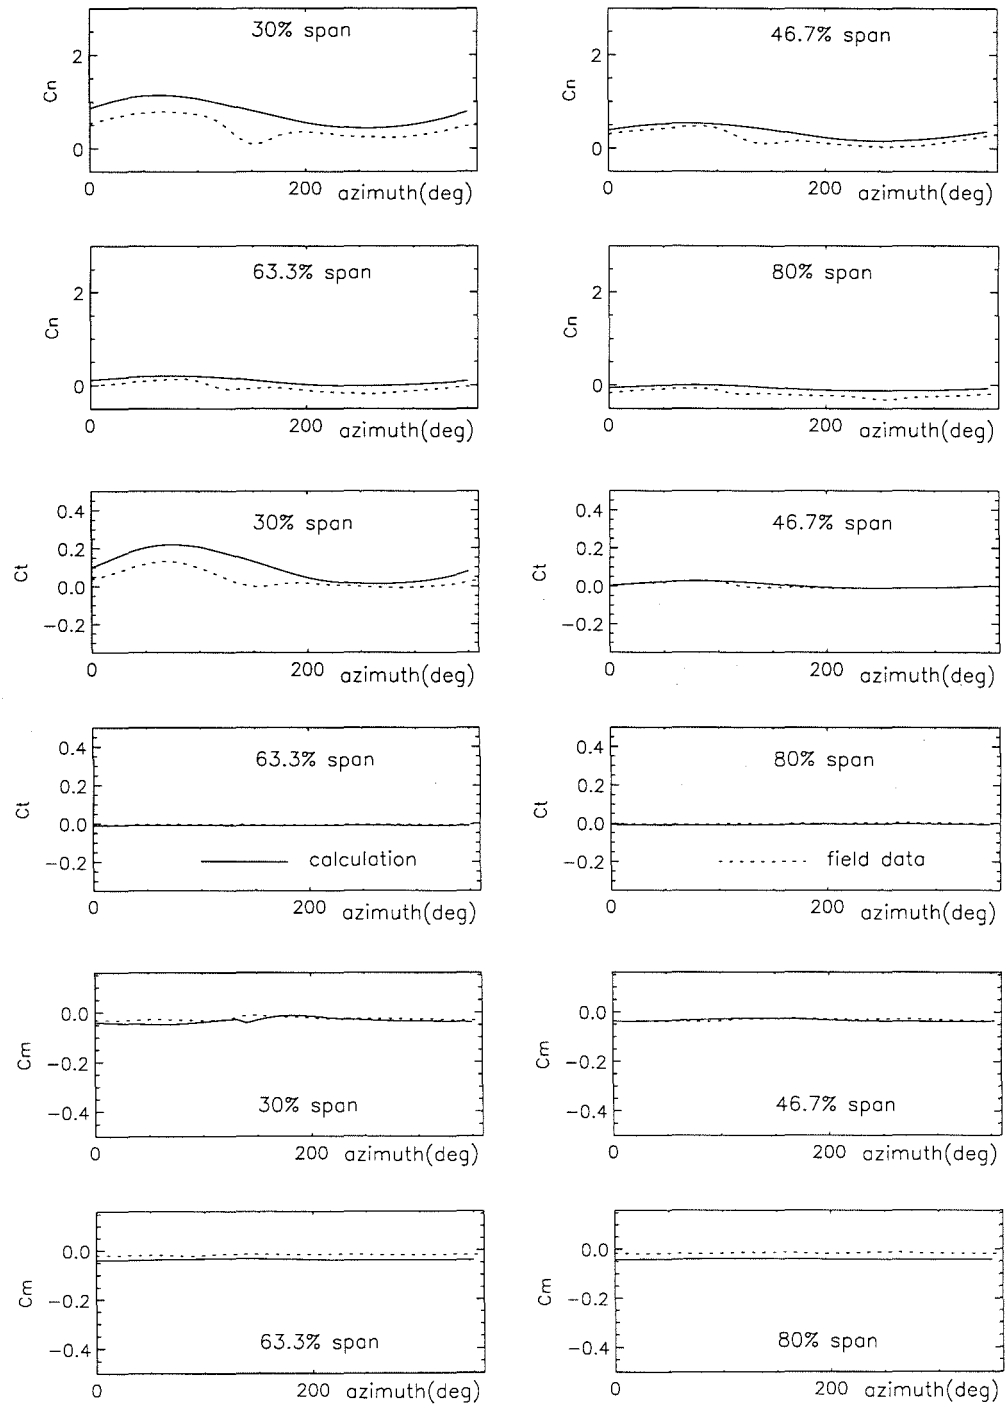 30% span
2
0
Cn
0
200
azimuth(deg)
46.7% span
2
0
Cn
0
200
azimuth(deg)
63.3% span
2
0
Cn
0
200
azimuth(deg)
80% span
2
0
Cn
0
200
azimuth(deg)
30% span
0.4
0.2
0.0
−0.2
Ct
0
200
azimuth(deg)
46.7% span
0.4
0.2
0.0
−0.2
Ct
0
200
azimuth(deg)
63.3% span
0.4
0.2
0.0
−0.2
Ct
calculation
0
200
azimuth(deg)
80% span
0.4
0.2
0.0
−0.2
Ct
field data
0
200
azimuth(deg)
0.0
−0.2
−0.4
Cm
30% span
0
200
azimuth(deg)
0.0
−0.2
−0.4
Cm
46.7% span
0
200
azimuth(deg)
0.0
−0.2
−0.4
Cm
63.3% span
0
200
azimuth(deg)
0.0
−0.2
−0.4
Cm
80% span
0
200
azimuth(deg)